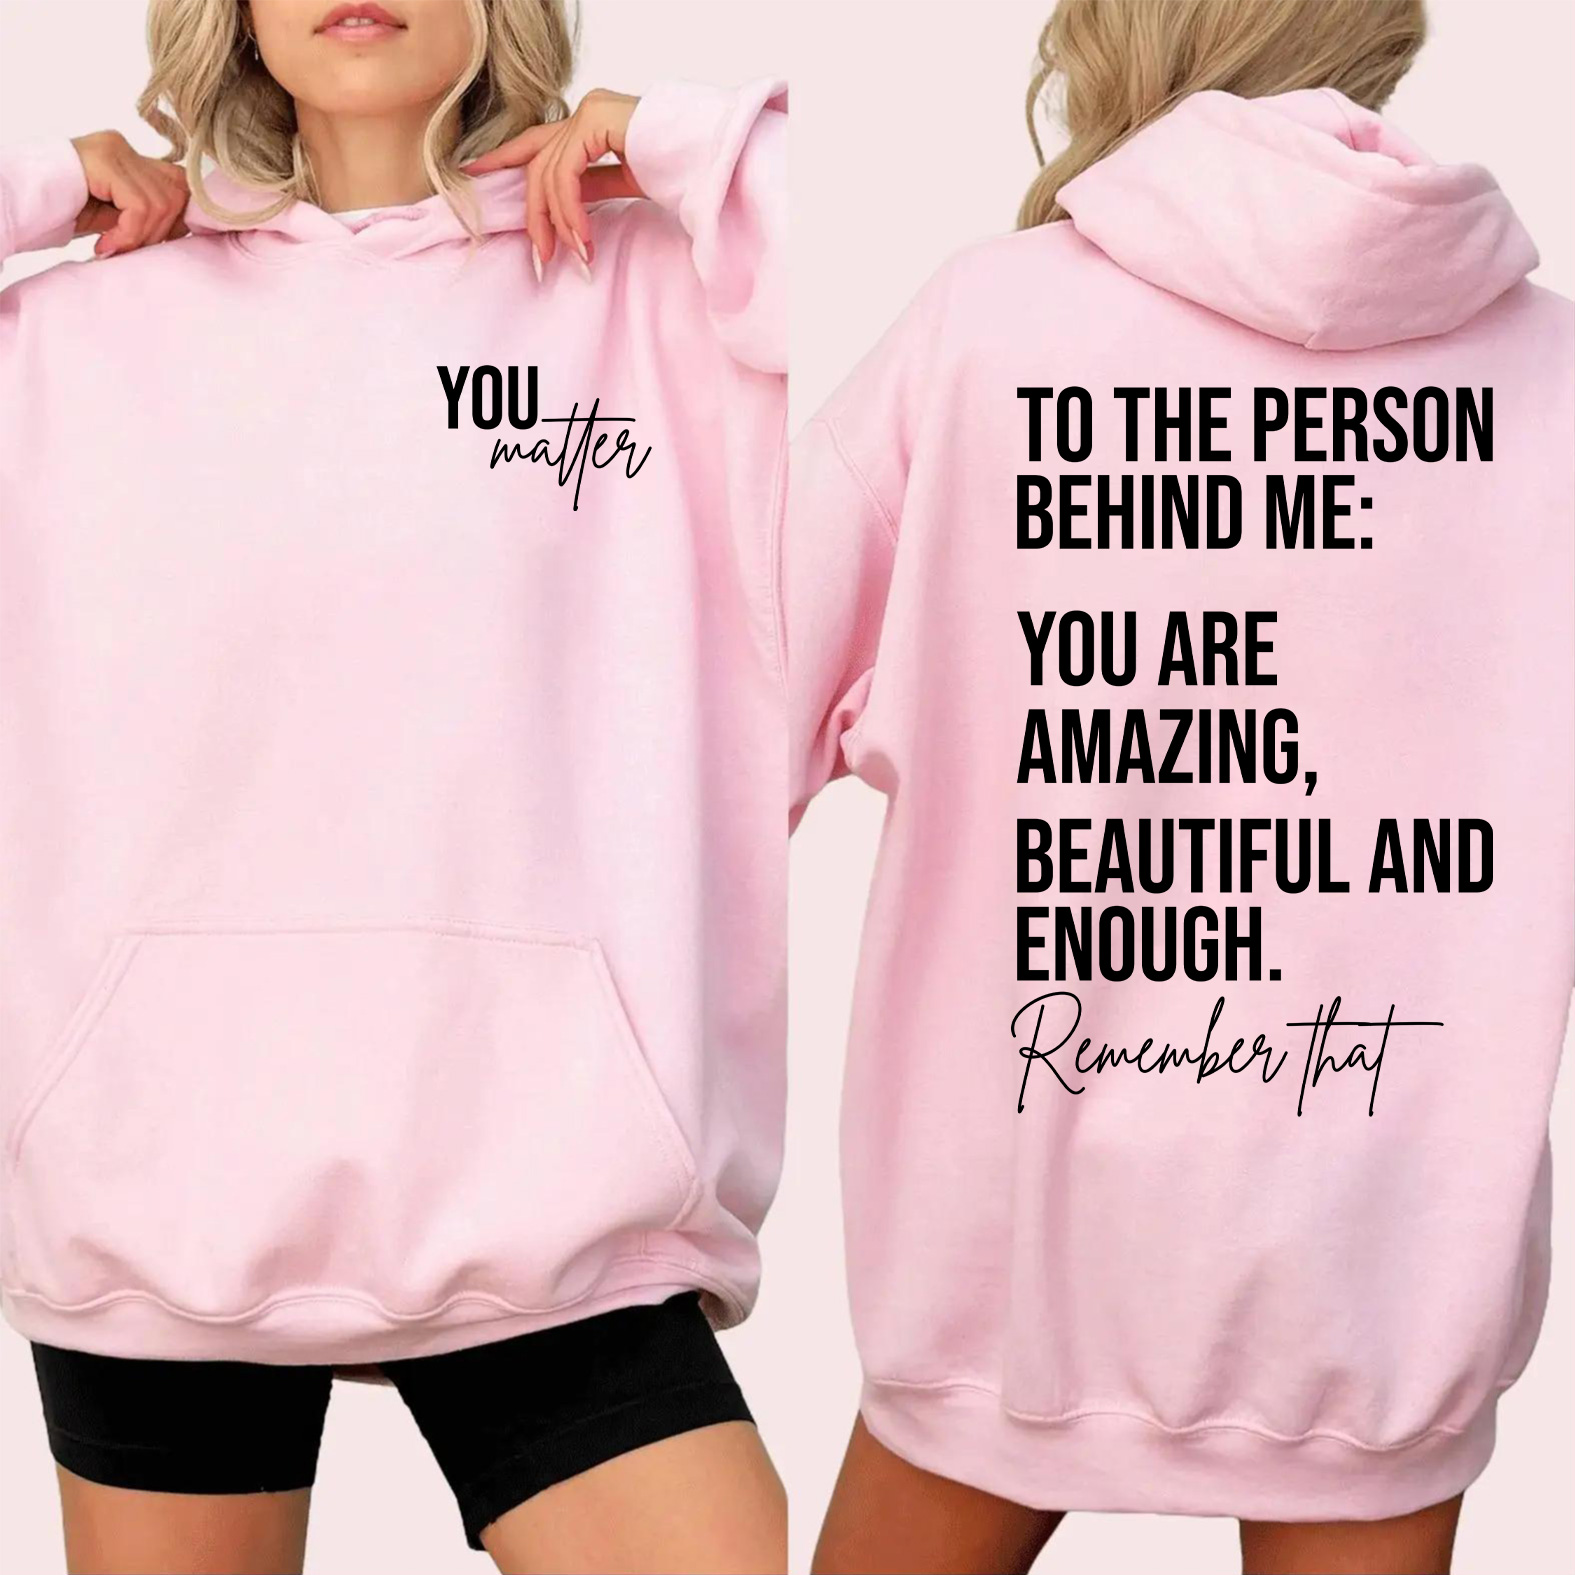 YOU
matter
TO THE PERSON
BEHIND ME:
YOU ARE
AMAZING,
BEAUTIFUL AND
ENOUGH.
Remember that